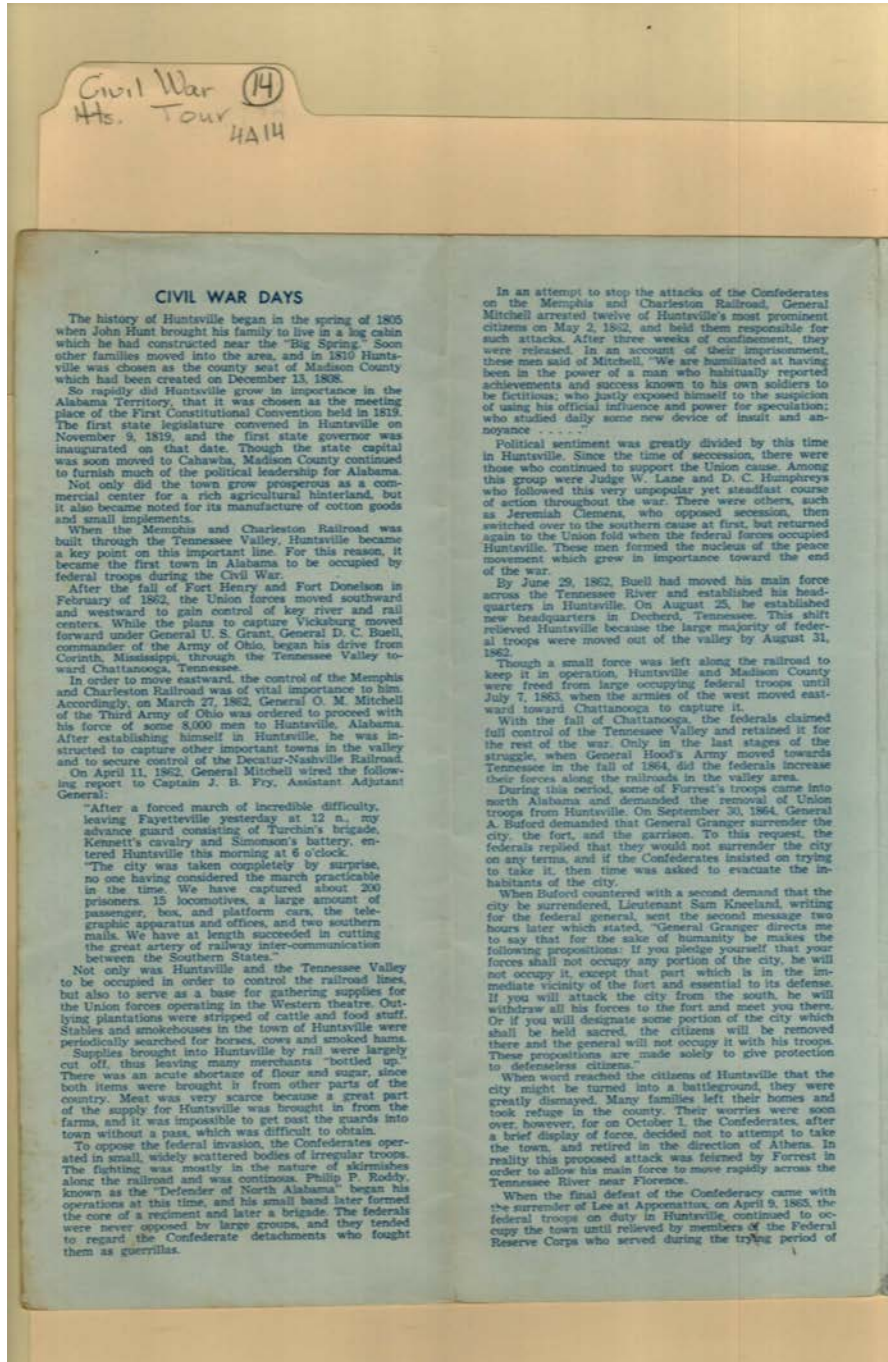 Civil War 14
Hts. Tour
4A14
CIVIL WAR DAYS
The history of Huntsville began in the spring of 1805
when John Hunt brought his family to live in a log cabin
which he had constructed near the "Big Spring." Soon
other families moved into the area, and in 1810 Hunts-
ville was chosen as the county seat of Madison County
which had been created on December 13, 1808.
So rapidly did Huntsville grow in importance in the
Alabama Territory, that it was chosen as the meeting
place of the First Constitutional Convention held in 1819.
The first state legislature convened in Huntsville on
November 9, 1819, and the first state governor was
inaugurated on that date. Though the state capital
was soon moved to Cahawba, Madison County continued
to furnish much of the political leadership for Alabama.
Not only did the town grow prosperous as a com-
mercial center for a rich agricultural hinterland, but
it also became noted for its manufacture of cotton goods
and small implements.
When the Memphis and Charleston Railroad was
built through the Tennessee Valley, Huntsville became
a key point on this important line. For this reason, it
became the first town in Alabama to be occupied by
federal troops during the Civil War.
After the fall of Fort Henry and Fort Donelson in
February of 1862, the Union forces moved southward
and westward to gain control of key river and rail
centers. While the plans to capture Vicksburg moved
forward under General U. S. Grant, General D. C. Buell,
commander of the Army of Ohio, began his drive from
Corinth, Mississippi, through the Tennessee Valley to-
ward Chattanooga, Tennessee.
In order to move eastward, the control of the Memphis
and Charleston Railroad was of vital importance to him.
Accordingly, on March 27, 1862, General O. M. Mitchell
of the Third Army of Ohio was ordered to proceed with
his force of some 8,000 men to Huntsville, Alabama.
After establishing himself in Huntsville, he was in-
structed to capture other important towns in the valley
and to secure control of the Decatur-Nashville Railroad.
On April 11, 1862, General Mitchell wired the follow-
ing report to Captain J. B. Fry, Assistant Adjutant
General:
"After a forced march of incredible difficulty,
leaving Fayetteville yesterday at 12 n., my
advance guard consisting of Turchin's brigade,
Kennett's cavalry and Simonson's battery, en-
tered Huntsville this morning at 6 o'clock.
"The city was taken completely by surprise,
no one having considered the march practicable
in the time. We have captured about 200
prisoners, 15 locomotives, a large amount of
passenger, box, and platform cars, the tele-
graphic apparatus and offices, and two southern
mails. We have at length succeeded in cutting
the great artery of railway inter-communication
between the Southern States."
Not only was Huntsville and the Tennessee Valley
to be occupied in order to control the railroad lines,
but also to serve as a base for gathering supplies for
the Union forces operating in the Western theatre. Out-
lying plantations were stripped of cattle and food stuff.
Stables and smokehouses in the town of Huntsville were
periodically searched for horses, cows and smoked hams.
Supplies brought into Huntsville by rail were largely
cut off, thus leaving many merchants "bottled up."
There was an acute shortage of flour and sugar, since
both items were brought ir from other parts of the
country. Meat was very scarce because a great part
of the supply for Huntsville was brought in from the
farms, and it was impossible to get past the guards into
town without a pass, which was difficult to obtain.
To oppose the federal invasion, the Confederates oper-
ated in small, widely scattered bodies of irregular troops.
The fighting was mostly in the nature of skirmishes
along the railroad and was continous. Philip P. Roddy,
known as the "Defender of North Alabama" began his
operations at this time, and his small band later formed
the core of a regiment and later a brigade. The federals
were never opposed by large groups, and they tended
to regard the Confederate detachments who fought
them as guerrillas.
In an attempt to stop the attacks of the Confederates
on the Memphis and Charleston Railroad, General
Mitchell arrested twelve of Huntsville's most prominent
citizens on May 2, 1862, and held them responsible for
such attacks. After three weeks of confinement, they
were released. In an account of their imprisonment,
these men said of Mitchell, "We are humiliated at having
been in the power of a man who habitually reported
achievements and success known to his own soldiers to
be fictitious; who justly exposed himself to the suspicion
of using his official influence and power for speculation;
who studied daily some new device of insult and an-
noyance . . . . ."
Political sentiment was greatly divided by this time
in Huntsville. Since the time of seccession, there were
those who continued to support the Union cause. Among
this group were Judge W. Lane and D. C. Humphreys
who followed this very unpopular yet steadfast course
of action throughout the war. There were others, such
as Jeremiah Clemens, who opposed secession, then
switched over to the southern cause at first, but returned
again to the Union fold when the federal forces occupied
Huntsville. These men formed the nucleus of the peace
movement which grew in importance toward the end
of the war.
By June 29, 1862, Buell had moved his main force
across the Tennessee River and established his head-
quarters in Huntsville. On August 25, he established
new headquarters in Decherd, Tennessee. This shift
relieved Huntsville because the large majority of feder-
al troops were moved out of the valley by August 31,
1862.
Though a small force was left along the railroad to
keep it in operation, Huntsville and Madison County
were freed from large occupying federal troops until
July 7, 1863, when the armies of the west moved east-
ward toward Chattanooga to capture it.
With the fall of Chattanooga, the federals claimed
full control of the Tennessee Valley and retained it for
the rest of the war. Only in the last stages of the
struggle, when General Hood's Army moved towards
Tennessee in the fall of 1864, did the federals increase
their forces along the railroads in the valley area.
During this period, some of Forrest's troops came into
north Alabama and demanded the removal of Union
troops from Huntsville. On September 30, 1864, General
A. Buford demanded that General Granger surrender the
city, the fort, and the garrison. To this request, the
federals replied that they would not surrender the city
on any terms, and if the Confederates insisted on trying
to take it, then time was asked to evacuate the in-
habitants of the city.
When Buford countered with a second demand that the
city be surrendered, Lieutenant Sam Kneeland, writing
for the federal general, sent the second message two
hours later which stated, "General Granger directs me
to say that for the sake of humanity he makes the
following propositions: If you pledge yourself that your
forces shall not occupy any portion of the city, he will
not occupy it, except that part which is in the im-
mediate vicinity of the fort and essential to its defense.
If you will attack the city from the south, he will
withdraw all his forces to the fort and meet you there.
Or if you will designate some portion of the city which
shall be held sacred, the citizens will be removed
there and the general will not occupy it with his troops.
These propositions are made solely to give protection
to defenseless citizens."
When word reached the citizens of Huntsville that the
city might be turned into a battleground, they were
greatly dismayed. Many families left their homes and
took refuge in the county. Their worries were soon
over, however, for on October 1, the Confederates, after
a brief display of force, decided not to attempt to take
the town, and retired in the direction of Athens. In
reality this proposed attack was feigned by Forrest in
order to allow his main force to move rapidly across the
Tennessee River near Florence.
When the final defeat of the Confederacy came with
the surrender of Lee at Appomattux, on April 9, 1865, the
federal troops on duty in Huntsville continued to oc-
cupy the town until relieved by members of the Federal
Reserve Corps who served during the trying period of